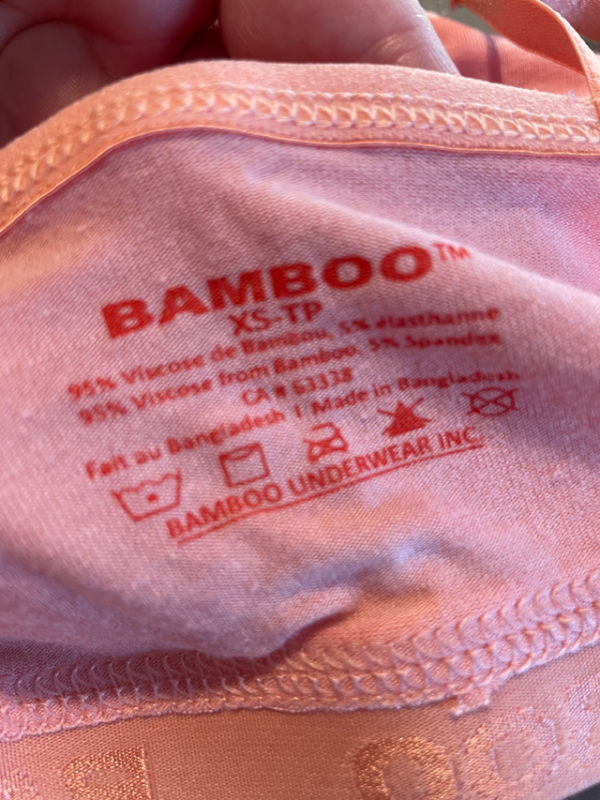 BAMBOO™
XS-TP
95% Viscose de Bambou, 5% élasthanne
95% Viscose from Bamboo, 5% Spandex
CA # 63338
Fait au Bangladesh | Made in Bangladesh
BAMBOO UNDERWEAR INC.